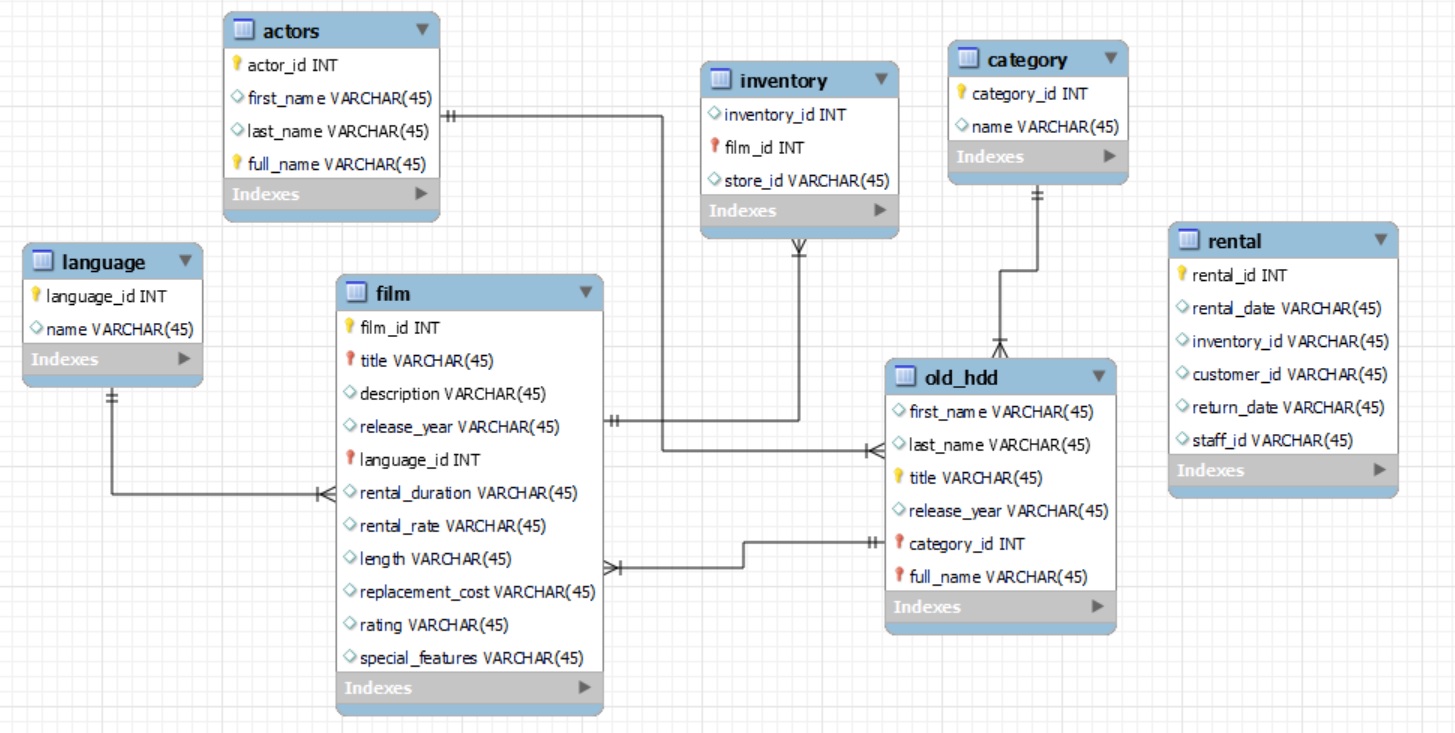 actors
actor_id INT
first_name VARCHAR(45)
last_name VARCHAR(45)
full_name VARCHAR(45)
Indexes
inventory
inventory_id INT
film_id INT
store_id VARCHAR(45)
Indexes
category
category_id INT
name VARCHAR(45)
Indexes
language
language_id INT
name VARCHAR(45)
Indexes
film
film_id INT
title VARCHAR(45)
description VARCHAR(45)
release_year VARCHAR(45)
language_id INT
rental_duration VARCHAR(45)
rental_rate VARCHAR(45)
length VARCHAR(45)
replacement_cost VARCHAR(45)
rating VARCHAR(45)
special_features VARCHAR(45)
Indexes
old_hdd
first_name VARCHAR(45)
last_name VARCHAR(45)
title VARCHAR(45)
release_year VARCHAR(45)
category_id INT
full_name VARCHAR(45)
Indexes
rental
rental_id INT
rental_date VARCHAR(45)
inventory_id VARCHAR(45)
customer_id VARCHAR(45)
return_date VARCHAR(45)
staff_id VARCHAR(45)
Indexes